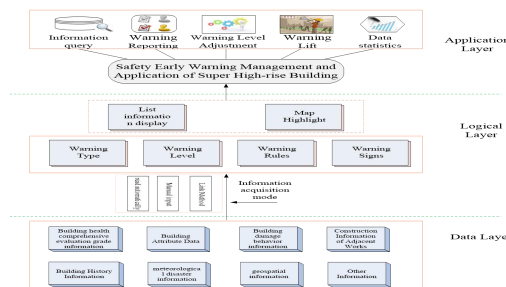 Information
query
Warning
Reporting
Warning Level
Adjustment
Warning
Lift
Data
statistics
Application
Layer
Safety Early Warning Management and
Application of Super High-rise Building
List
informatio
n display
Map
Highlight
Logical
Layer
Warning
Type
Warning
Level
Warning
Rules
Warning
Signs
Manual input
Information
acquisition
mode
Building health
comprehensive
evaluation grade
information
Building
Attribute Data
Building
damage
behavior
information
Construction
Information
of Adjacent
Works
Data Laye
Building History
Information
meteorologica
l disaster
information
geospatial
information
Other
Information